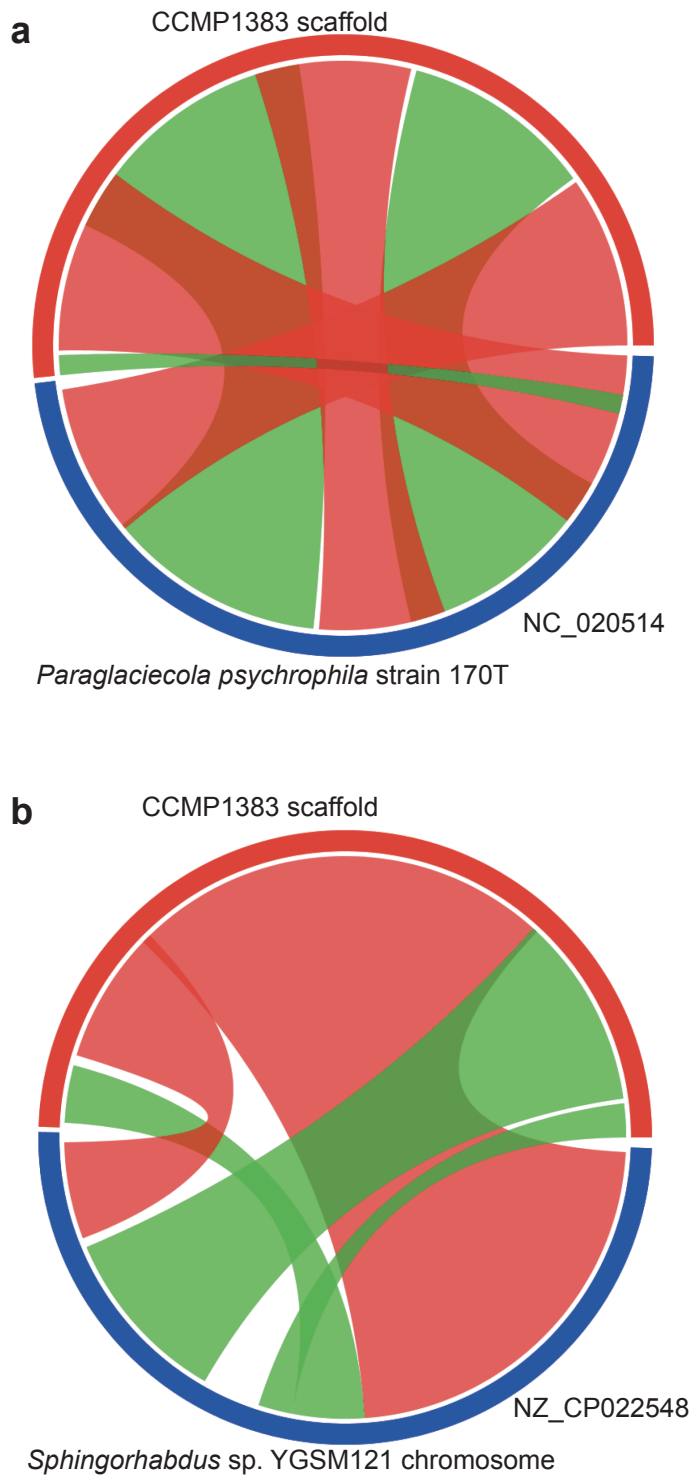 a
CCMP1383 scaffold
NC_020514
Paraglaciecola psychrophila strain 170T
b
CCMP1383 scaffold
NZ_CP022548
Sphingorhabdus sp. YGSM121 chromosome